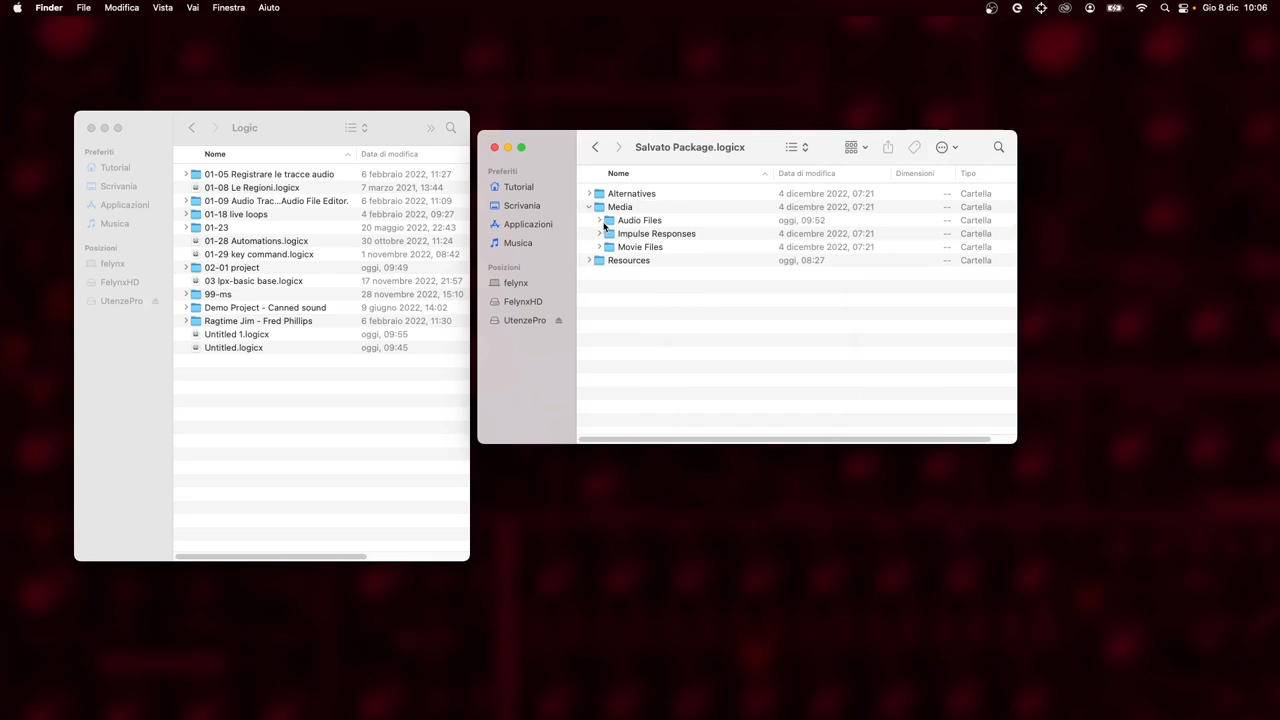 Finder File Modifica Vista Vai Finestra Aiuto Gio 8 dic 10:06
Logic
Preferiti
Tutorial
Scrivania
Applicazioni
Musica
Posizioni
felynx
FelynxHD
UtenzePro
Nome Data di modifica
01-05 Registrare le tracce audio 6 febbraio 2022, 11:27
01-08 Le Regioni.logicx 7 marzo 2021, 13:44
01-09 Audio Trac...Audio File Editor. 6 febbraio 2022, 11:09
01-18 live loops 4 febbraio 2022, 09:27
01-23 20 maggio 2022, 22:43
01-28 Automations.logicx 30 ottobre 2022, 11:24
01-29 key command.logicx 1 novembre 2022, 08:42
02-01 project oggi, 09:49
03 lpx-basic base.logicx 17 novembre 2022, 21:57
99-ms 28 novembre 2022, 15:10
Demo Project - Canned sound 9 giugno 2022, 14:02
Ragtime Jim - Fred Phillips 6 febbraio 2022, 11:30
Untitled 1.logicx oggi, 09:55
Untitled.logicx oggi, 09:45
Salvato Package.logicx
Preferiti
Tutorial
Scrivania
Applicazioni
Musica
Posizioni
felynx
FelynxHD
UtenzePro
Nome Data di modifica Dimensioni Tipo
Alternatives 4 dicembre 2022, 07:21 -- Cartella
Media 4 dicembre 2022, 07:21 -- Cartella
Audio Files oggi, 09:52 -- Cartella
Impulse Responses 4 dicembre 2022, 07:21 -- Cartella
Movie Files 4 dicembre 2022, 07:21 -- Cartella
Resources oggi, 08:27 -- Cartella